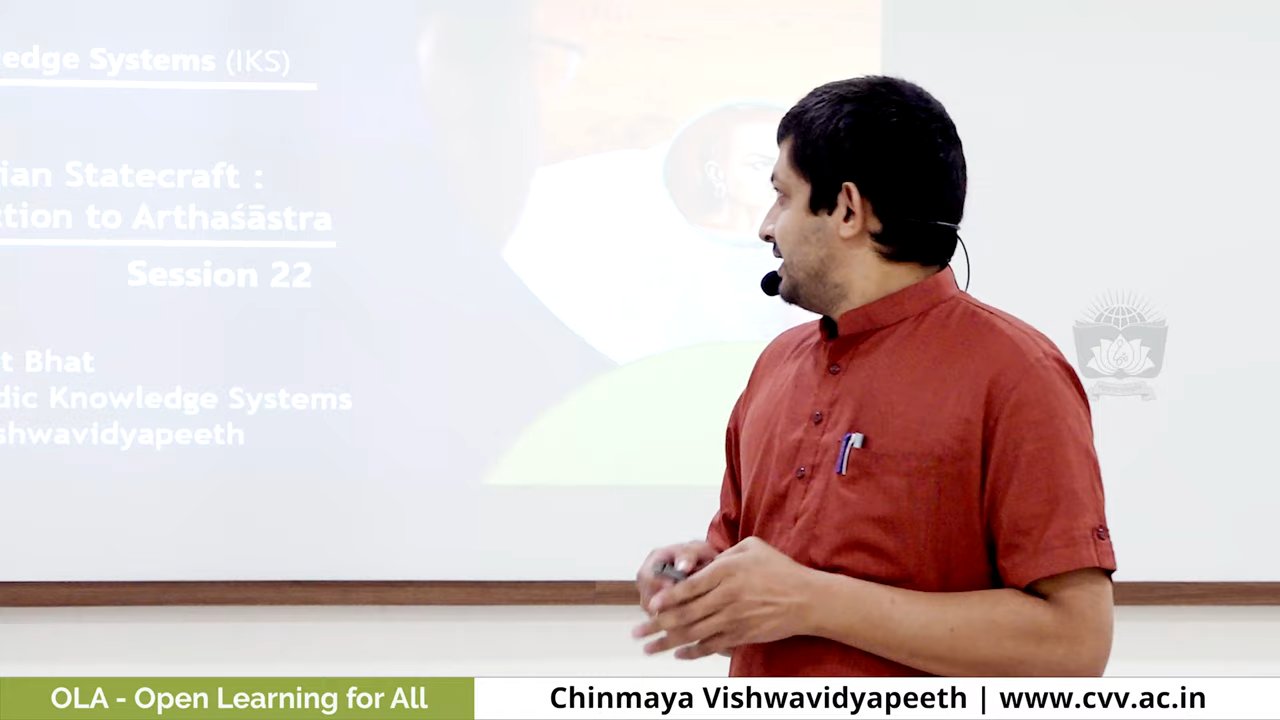 edge Systems (IKS)
ian Statecraft :
ction to Arthaśāstra
Session 22
t Bhat
dic Knowledge Systems
shwavidyapeeth
OLA - Open Learning for All
Chinmaya Vishwavidyapeeth | www.cvv.ac.in